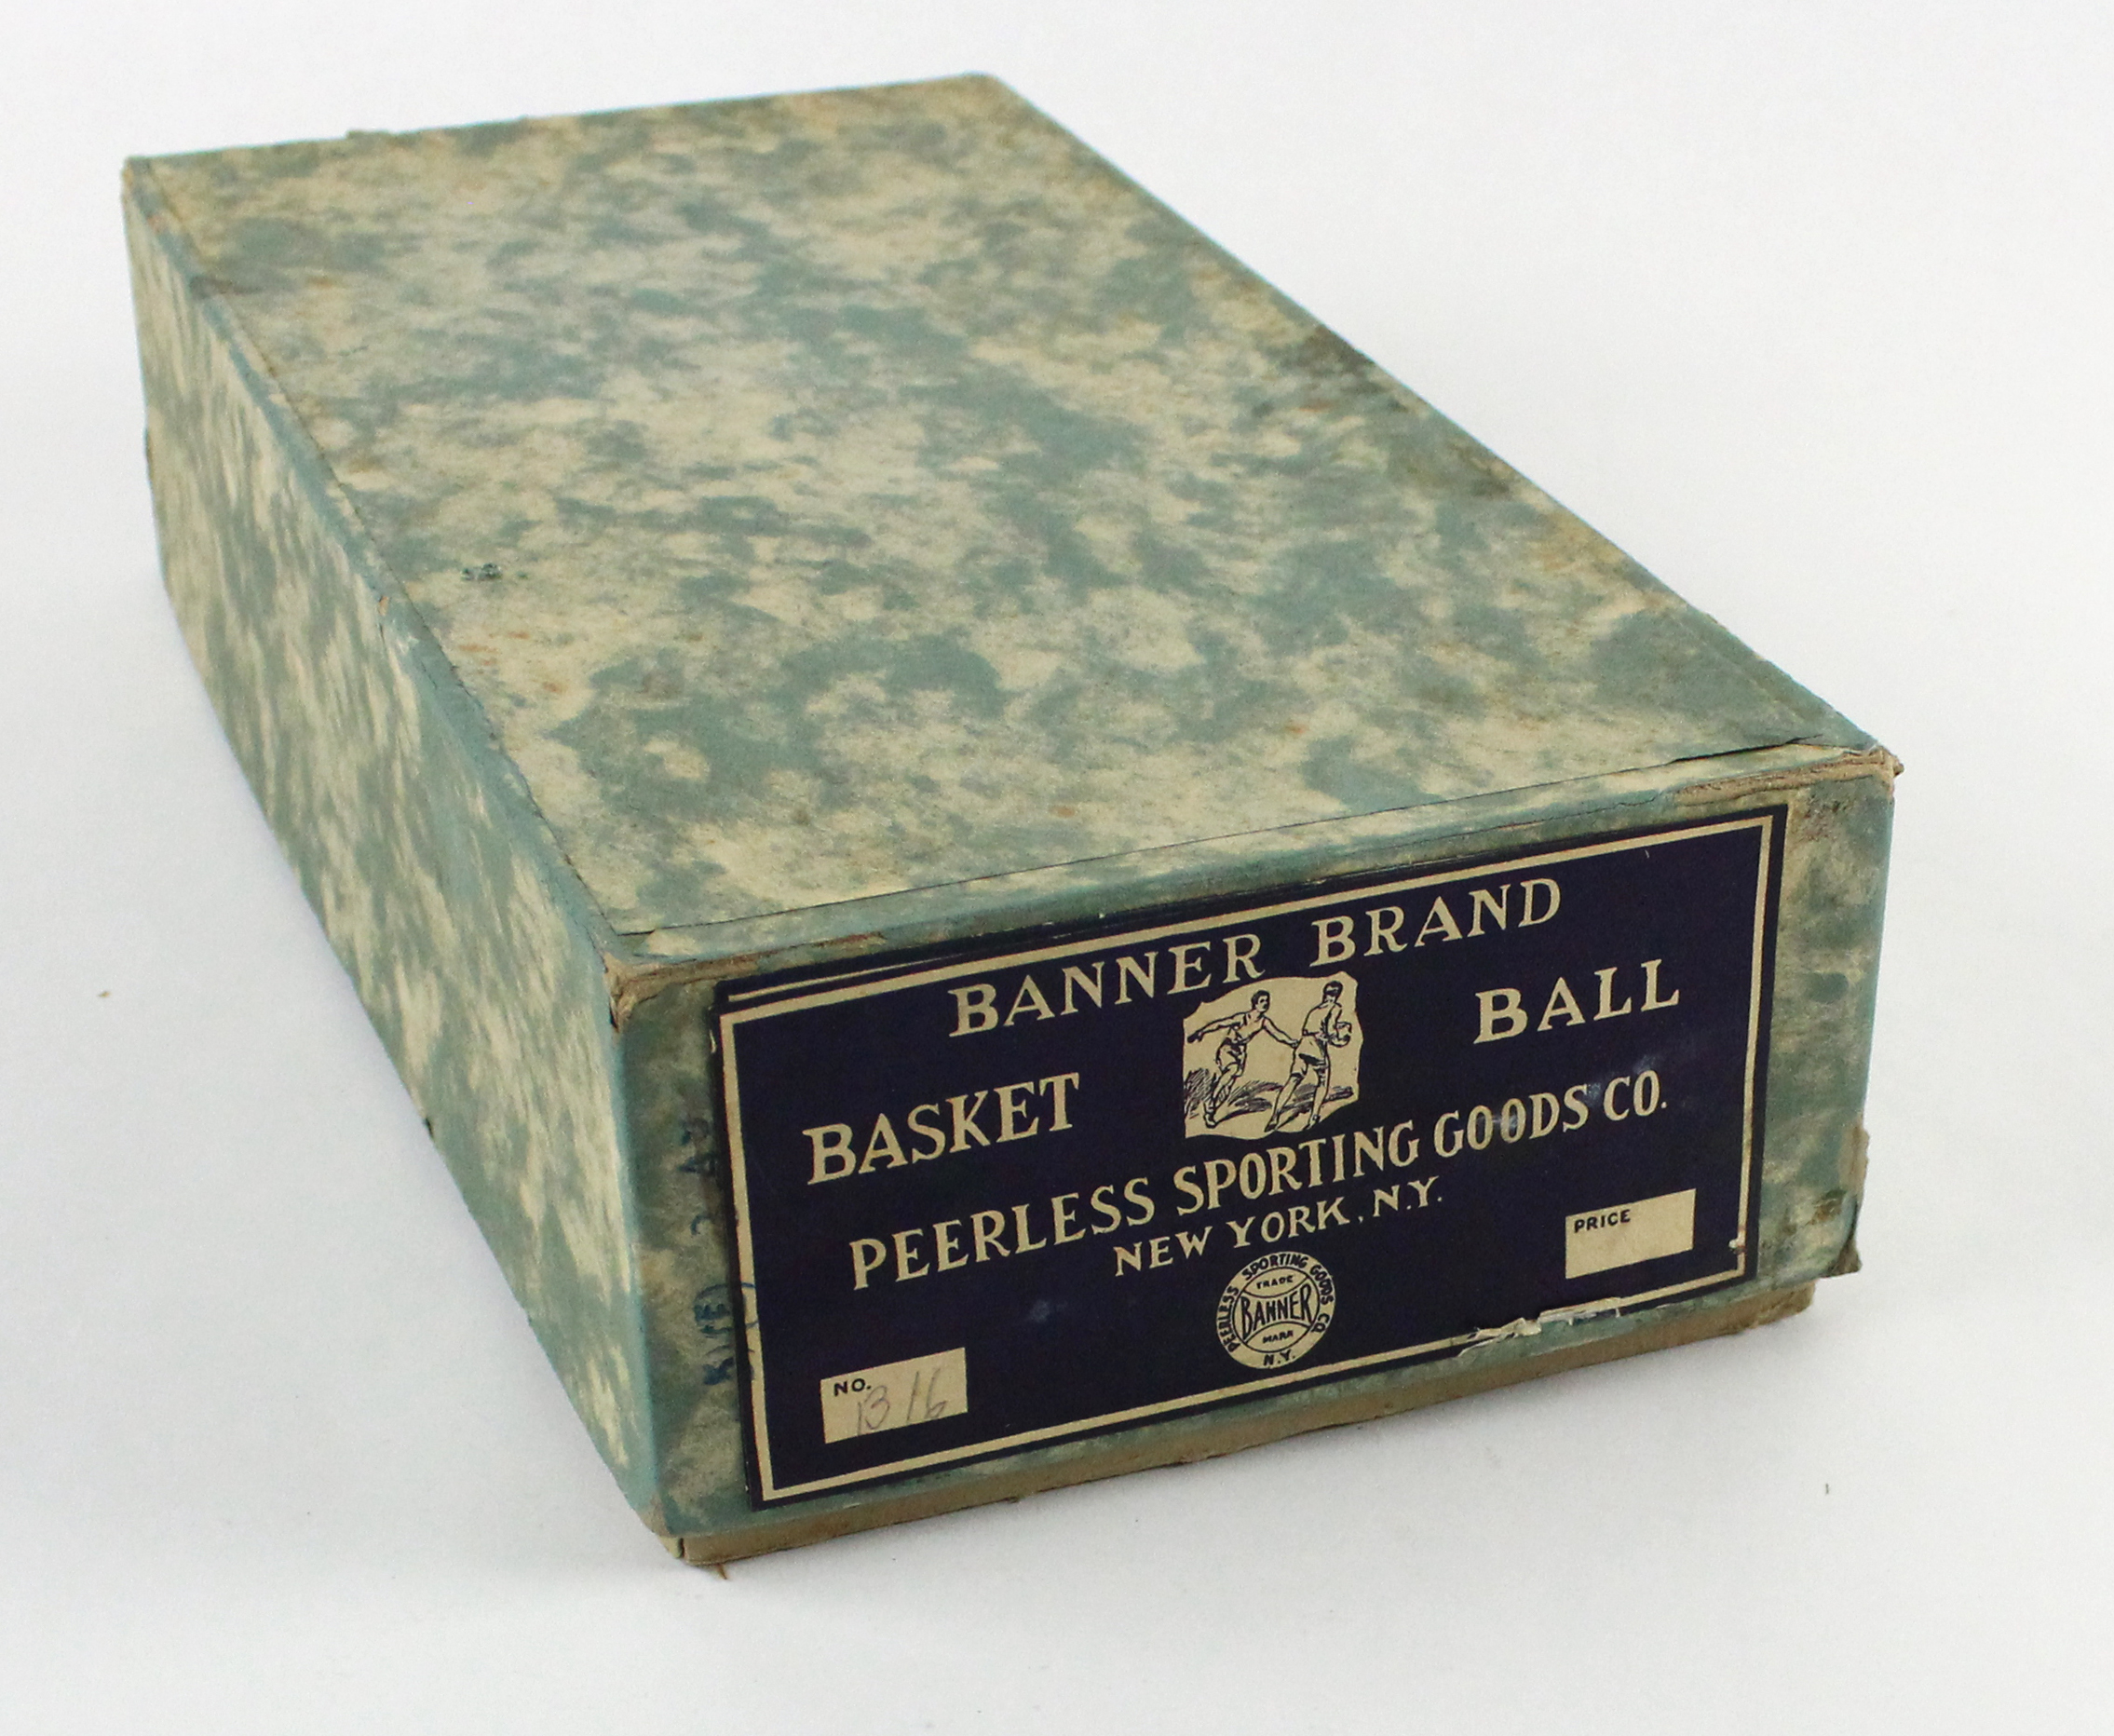 BANNER BRAND
BASKET BALL
PEERLESS SPORTING GOODS CO.
NEW YORK, N.Y.
PRICE
PEERLESS SPORTING GOODS CO
TRADE
BANNER
MARK
N.Y.
NO.
B 16